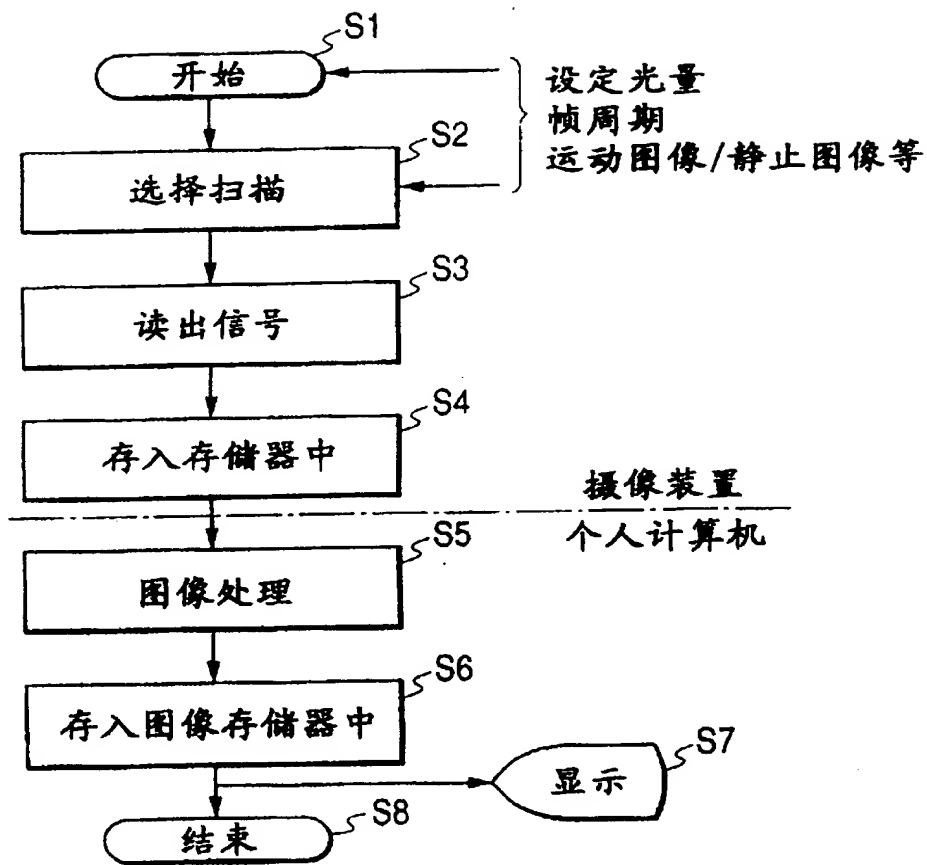 S1
开始
设定光量
帧周期
运动图像/静止图像等
S2
选择扫描
S3
读出信号
S4
存入存储器中
摄像装置
个人计算机
S5
图像处理
S6
存入图像存储器中
S7
显示
S8
结束